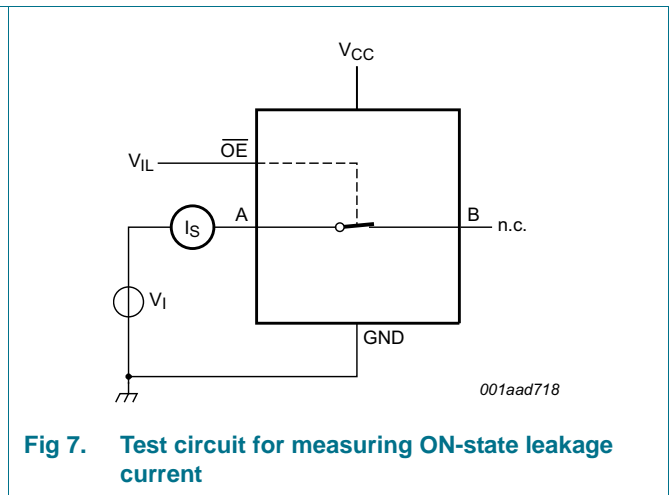 VCC
OE
VIL
A
B
IS
n.c.
VI
GND
001aad718
Fig 7. Test circuit for measuring ON-state leakage
current